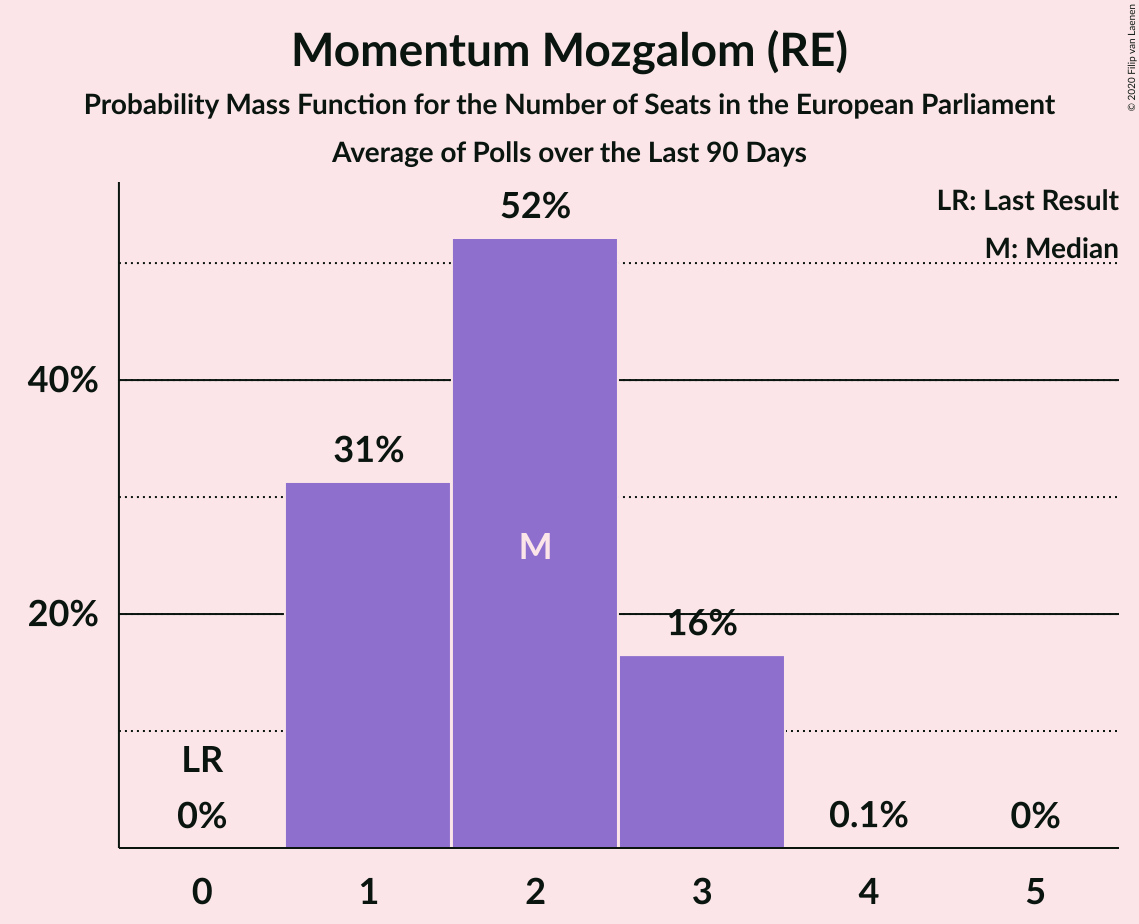 Momentum Mozgalom (RE)
Probability Mass Function for the Number of Seats in the European Parliament
Average of Polls over the Last 90 Days
© 2020 Filip van Laenen
LR: Last Result
M: Median
52%
40%
31%
M
20%
16%
LR
0%
0.1%
0%
0 1 2 3 4 5